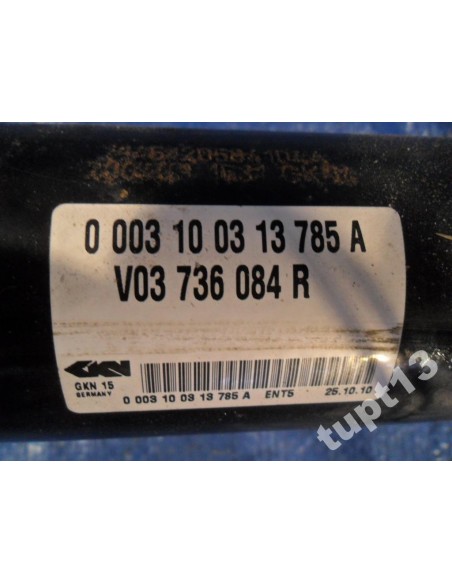 0 003 10 03 13 785 A
V03 736 084 R
GKN
GKN 15
GERMANY
0 003 10 03 13 785 A ENT5 25.10.10
tupt13